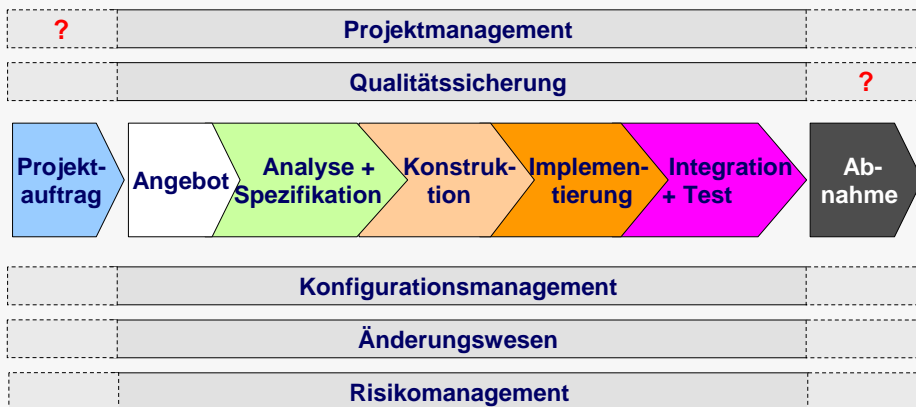 ?
Projektmanagement
Qualitätssicherung
?
Projekt-
auftrag
Angebot
Analyse +
Spezifikation
Konstruk-
tion
Implemen-
tierung
Integration
+ Test
Ab-
nahme
Konfigurationsmanagement
Änderungswesen
Risikomanagement